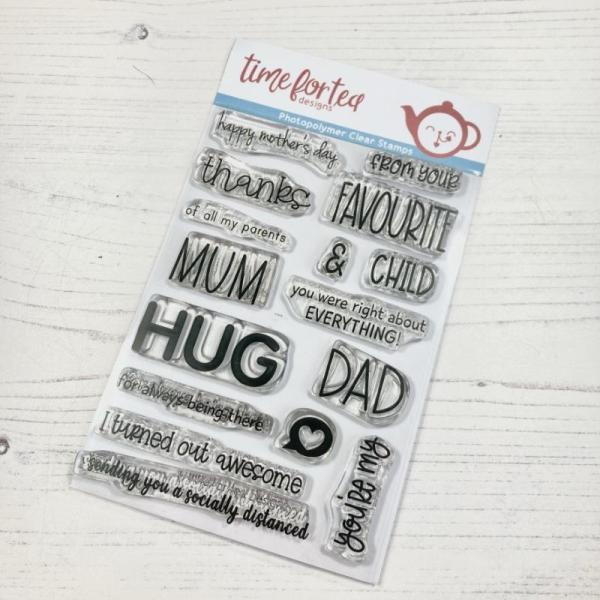 time for tea
designs
Photopolymer Clear Stamps
happy mother's day
from your
thanks
FAVOURITE
of all my parents
&
CHILD
MUM
you were right about
EVERYTHING!
HUG
DAD
for always being there
I turned out awesome
you're my
sending you a socially distanced